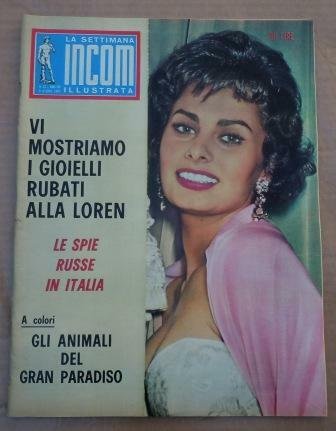 LA SETTIMANA
INCOM
ILLUSTRATA
LIRE
VI
MOSTRIAMO
I GIOIELLI
RUBATI
ALLA LOREN
LE SPIE
RUSSE
IN ITALIA
A colori
GLI ANIMALI
DEL
GRAN PARADISO